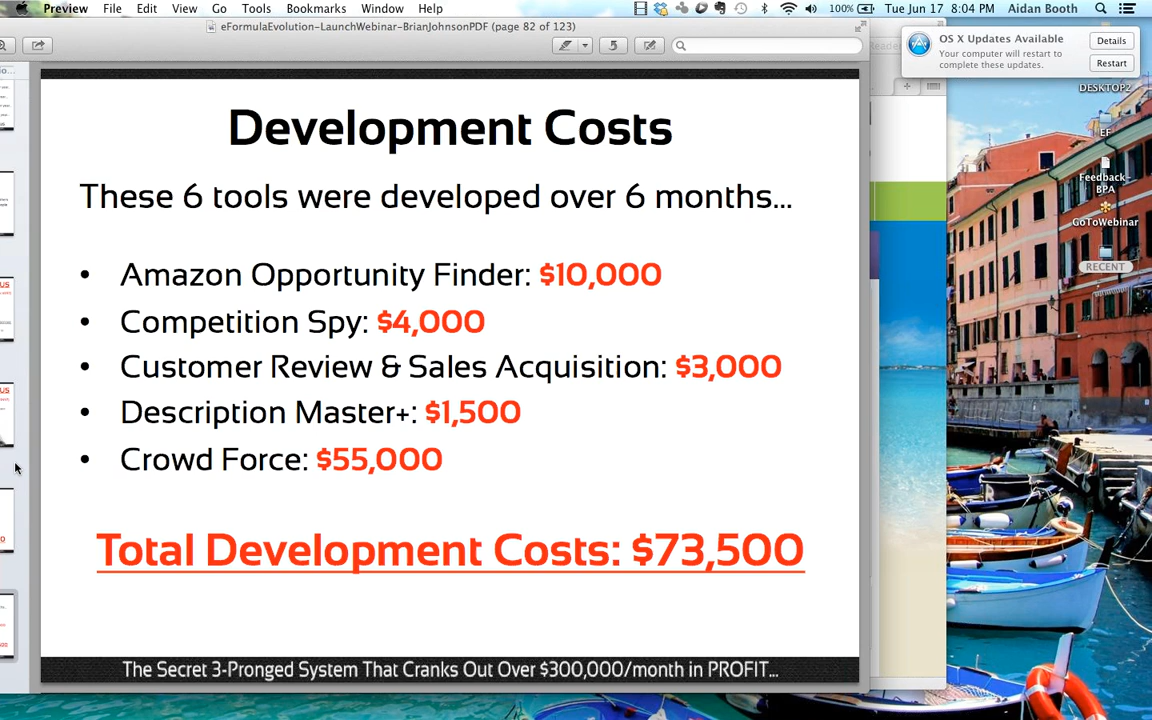 Preview File Edit View Go Tools Bookmarks Window Help
100% Tue Jun 17 8:04 PM Aidan Booth
eFormulaEvolution-LaunchWebinar-BrianJohnsonPDF (page 82 of 123)
OS X Updates Available
Your computer will restart to
complete these updates.
Details
Restart
DESKTOP2
EF
Feedback-
BPA
GoToWebinar
RECENT
Development Costs
These 6 tools were developed over 6 months...
• Amazon Opportunity Finder: $10,000
• Competition Spy: $4,000
• Customer Review & Sales Acquisition: $3,000
• Description Master+: $1,500
• Crowd Force: $55,000
Total Development Costs: $73,500
The Secret 3-Pronged System That Cranks Out Over $300,000/month in PROFIT...